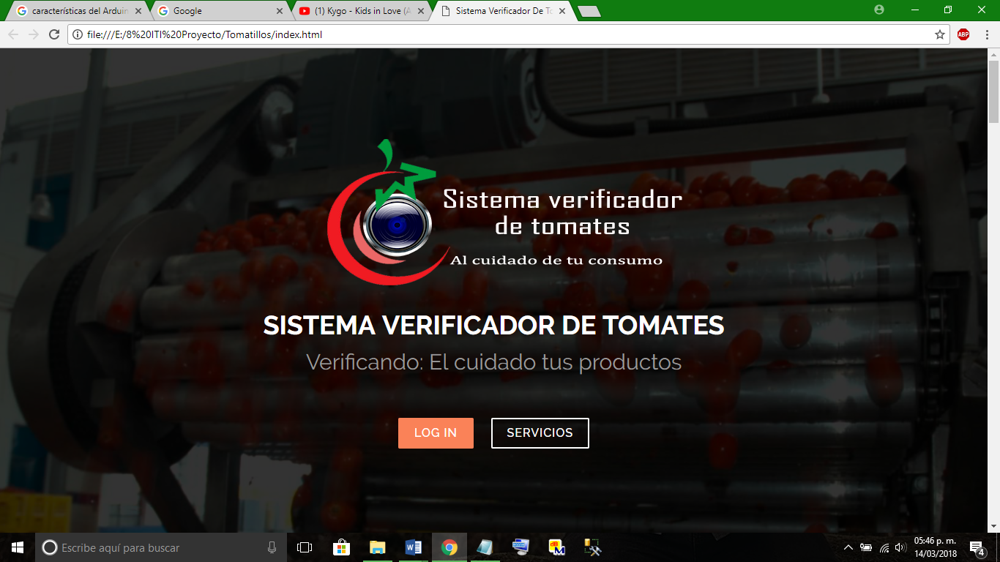 características del Arduin
Google
(1) Kygo - Kids in Love (A
Sistema Verificador De To
file:///E:/8%20ITI%20Proyecto/Tomatillos/index.html
ABP
Sistema verificador
de tomates
Al cuidado de tu consumo
SISTEMA VERIFICADOR DE TOMATES
Verificando: El cuidado tus productos
LOG IN
SERVICIOS
Escribe aquí para buscar
05:46 p. m.
14/03/2018
4